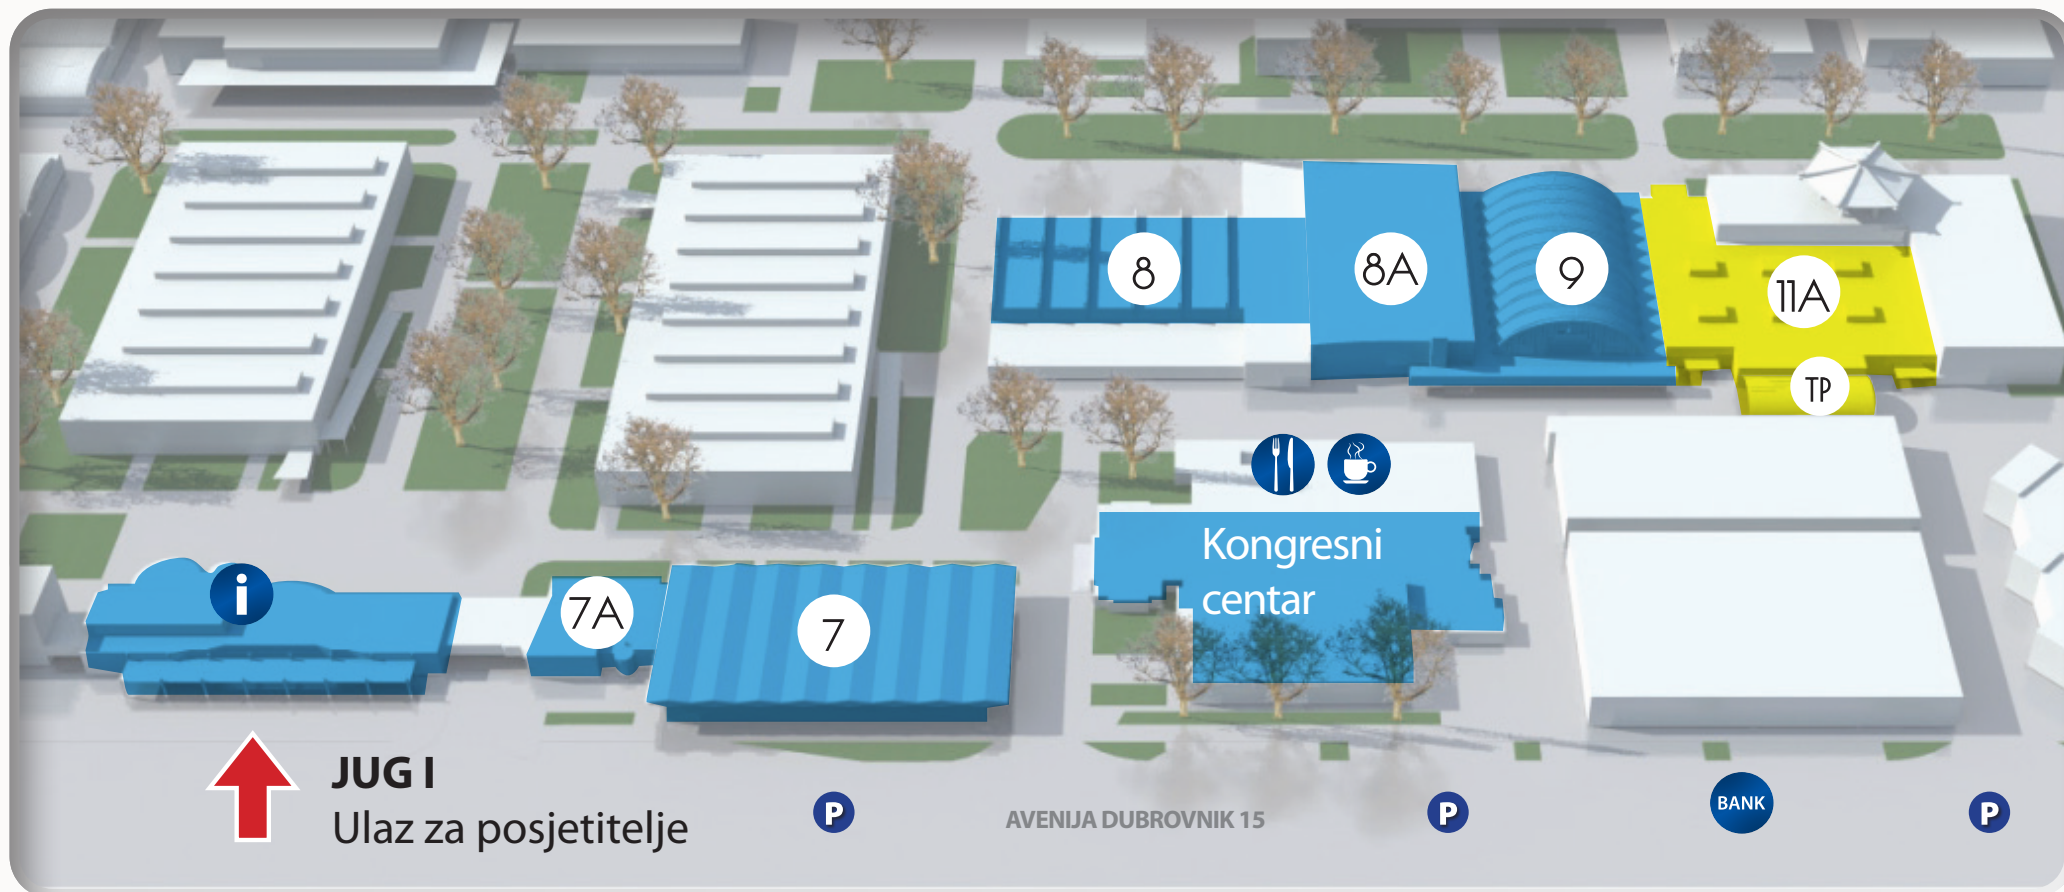 8
8A
9
11A
TP
Kongresni
centar
i
7A
7
JUG I
Ulaz za posjetitelje
P
AVENIJA DUBROVNIK 15
P
BANK
P